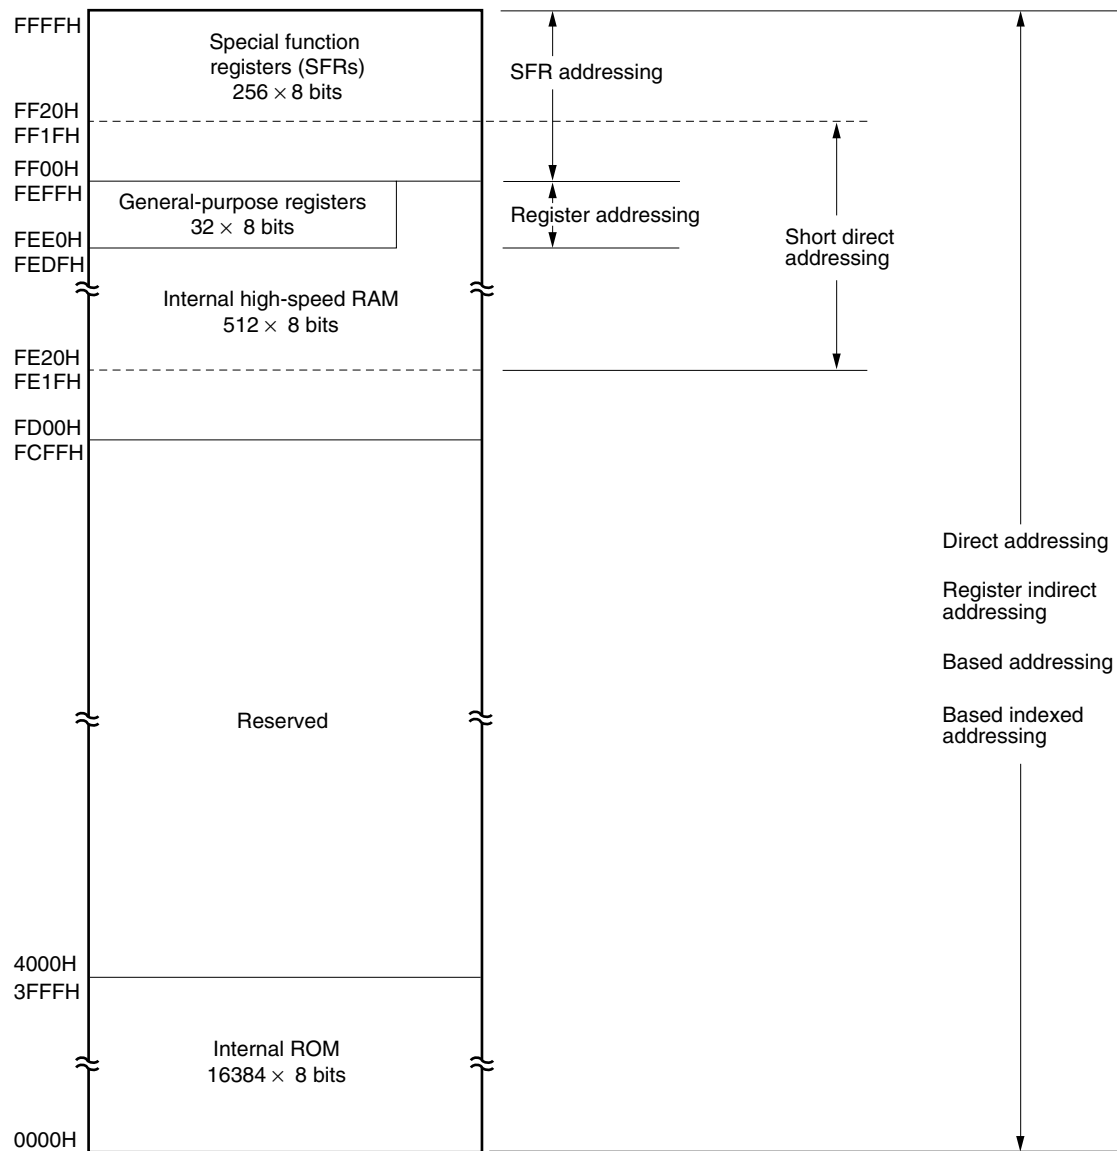 FFFFH
Special function
registers (SFRs)
256 × 8 bits
SFR addressing
FF20H
FF1FH
FF00H
FEFFH
General-purpose registers
32 × 8 bits
Register addressing
Short direct
addressing
FEE0H
FEDFH
Internal high-speed RAM
512 × 8 bits
FE20H
FE1FH
FD00H
FCFFH
Direct addressing
Register indirect
addressing
Based addressing
Based indexed
addressing
Reserved
4000H
3FFFH
Internal ROM
16384 × 8 bits
0000H